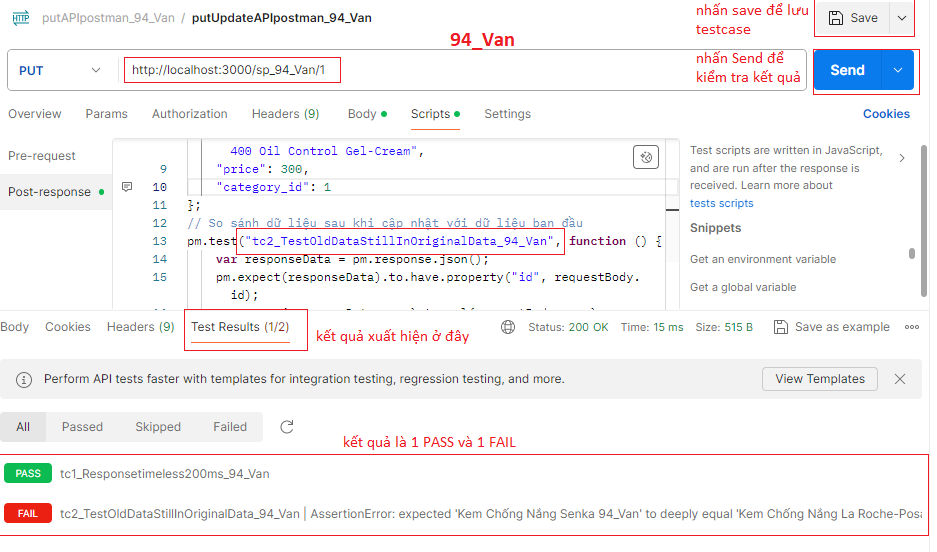 putAPIpostman_94_Van / putUpdateAPIpostman_94_Van
nhấn save để lưu testcase
Save
94_Van
PUT
http://localhost:3000/sp_94_Van/1
nhấn Send để
kiểm tra kết quả
Send
Overview Params Authorization Headers (9) Body Scripts Settings Cookies
Pre-request
Post-response
400 Oil Control Gel-Cream",
9 "price": 300,
10 "category_id": 1
11 };
12 // So sánh dữ liệu sau khi cập nhật với dữ liệu ban đầu
13 pm.test("tc2_TestOldDataStillInOriginalData_94_Van", function () {
14 var responseData = pm.response.json();
15 pm.expect(responseData).to.have.property("id", requestBody.
id);
Test scripts are written in JavaScript,
and are run after the response is
received. Learn more about
tests scripts
Snippets
Get an environment variable
Get a global variable
Body Cookies Headers (9) Test Results (1/2)
kết quả xuất hiện ở đây
Status: 200 OK Time: 15 ms Size: 515 B Save as example
Perform API tests faster with templates for integration testing, regression testing, and more.
View Templates
All Passed Skipped Failed
kết quả là 1 PASS và 1 FAIL
PASS tc1_Responsetimeless200ms_94_Van
FAIL tc2_TestOldDataStillInOriginalData_94_Van | AssertionError: expected 'Kem Chống Nắng Senka 94_Van' to deeply equal 'Kem Chống Nắng La Roche-Posa